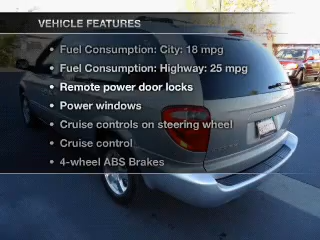 VEHICLE FEATURES
• Fuel Consumption: City: 18 mpg
• Fuel Consumption: Highway: 25 mpg
• Remote power door locks
• Power windows
• Cruise controls on steering wheel
• Cruise control
• 4-wheel ABS Brakes